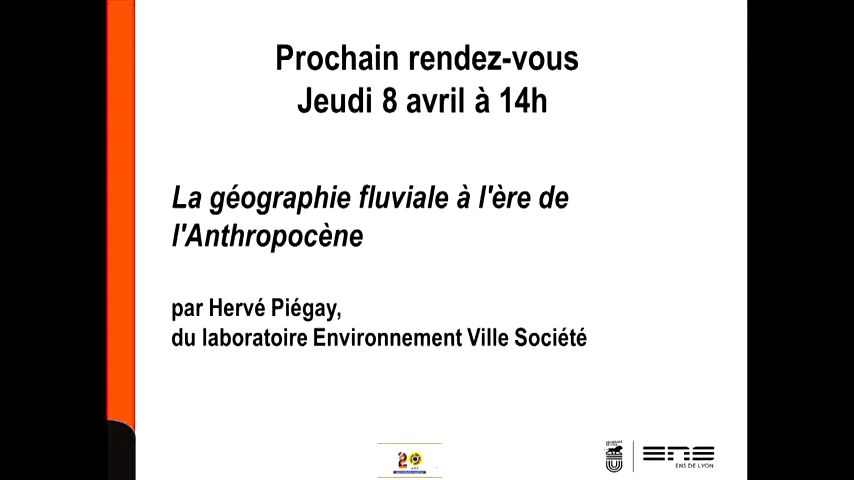 Prochain rendez-vous
Jeudi 8 avril à 14h
La géographie fluviale à l'ère de
l'Anthropocène
par Hervé Piégay,
du laboratoire Environnement Ville Société
ENS
ENS DE LYON